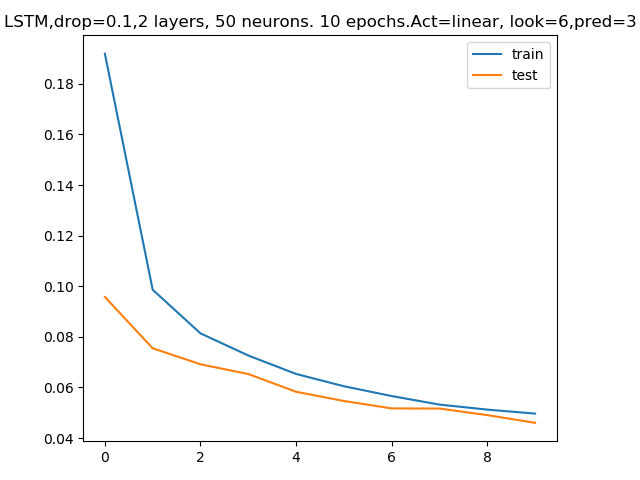 LSTM,drop=0.1,2 layers, 50 neurons. 10 epochs.Act=linear, look=6,pred=3
train
test
0.18
0.16
0.14
0.12
0.10
0.08
0.06
0.04
0 2 4 6 8